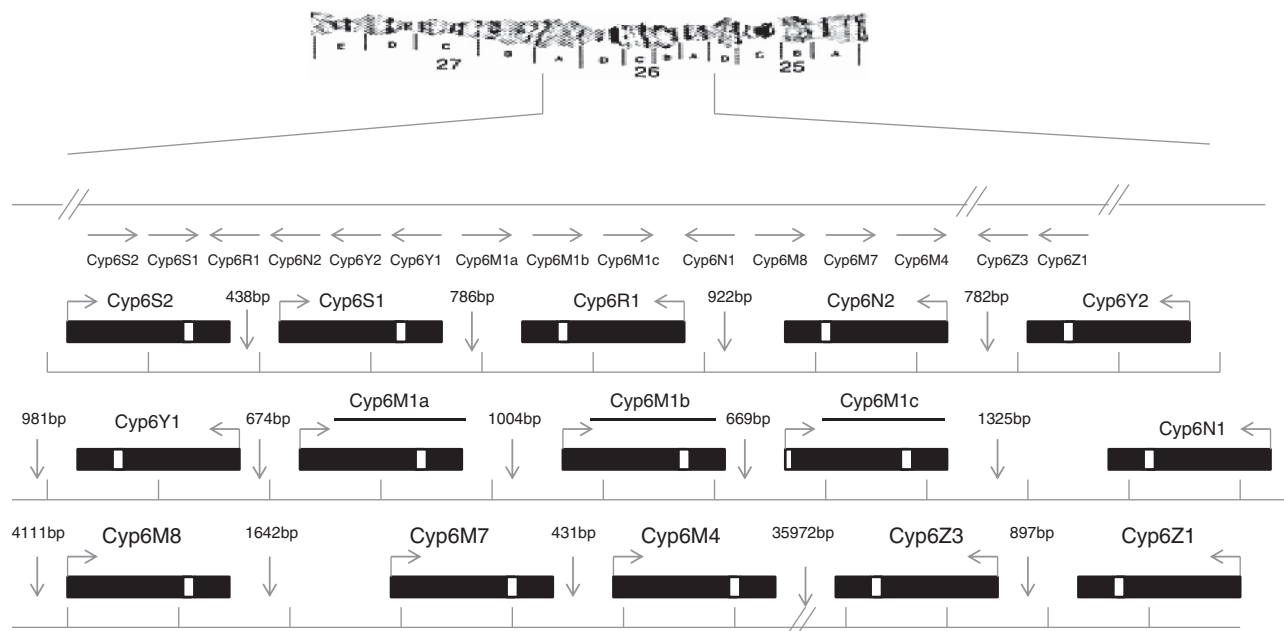 E D C B A D C B A D C B A
27 26 25
Cyp6S2 Cyp6S1 Cyp6R1 Cyp6N2 Cyp6Y2 Cyp6Y1 Cyp6M1a Cyp6M1b Cyp6M1c Cyp6N1 Cyp6M8 Cyp6M7 Cyp6M4 Cyp6Z3 Cyp6Z1
Cyp6S2 438bp Cyp6S1 786bp Cyp6R1 922bp Cyp6N2 782bp Cyp6Y2
981bp Cyp6Y1 674bp Cyp6M1a 1004bp Cyp6M1b 669bp Cyp6M1c 1325bp Cyp6N1
4111bp Cyp6M8 1642bp Cyp6M7 431bp Cyp6M4 35972bp Cyp6Z3 897bp Cyp6Z1